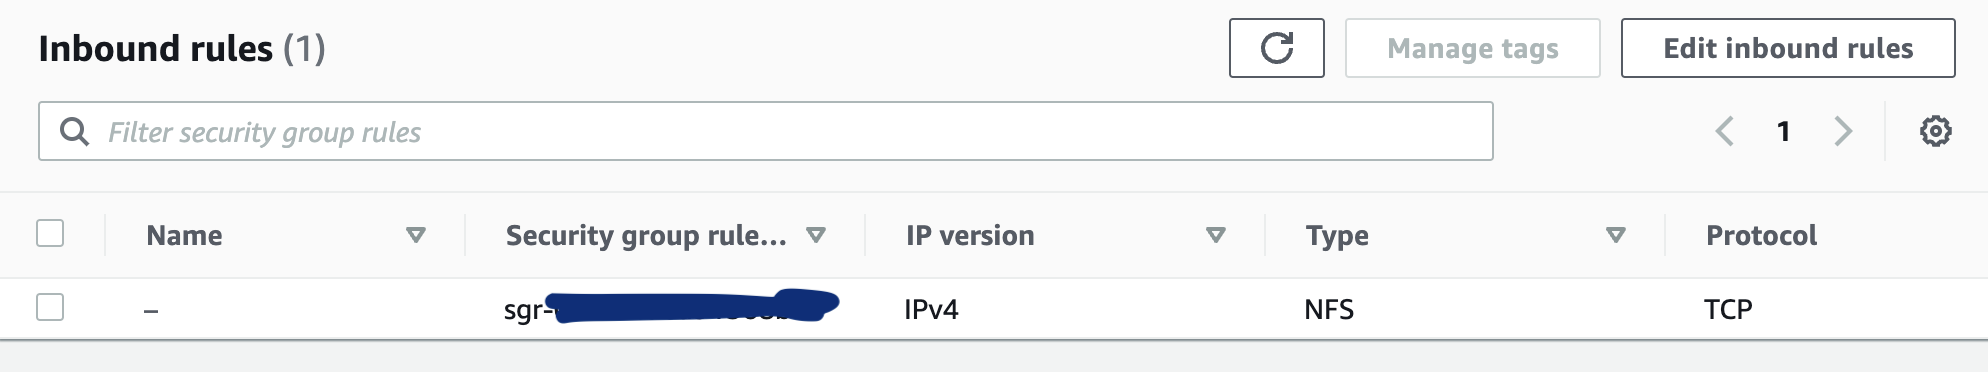 Inbound rules (1)
Manage tags
Edit inbound rules
Filter security group rules
1
Name
Security group rule...
IP version
Type
Protocol
–
sgr-
IPv4
NFS
TCP